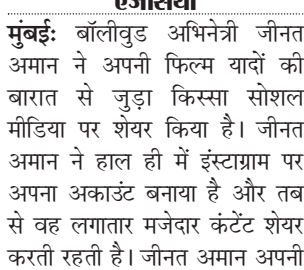 एजेंसियां
मुंबईः बॉलीवुड अभिनेत्री जीनत
अमान ने अपनी फिल्म यादों की
बारात से जुड़ा किस्सा सोशल
मीडिया पर शेयर किया है। जीनत
अमान ने हाल ही में इंस्टाग्राम पर
अपना अकाउंट बनाया है और तब
से वह लगातार मजेदार कंटेंट शेयर
करती रहती है। जीनत अमान अपनी